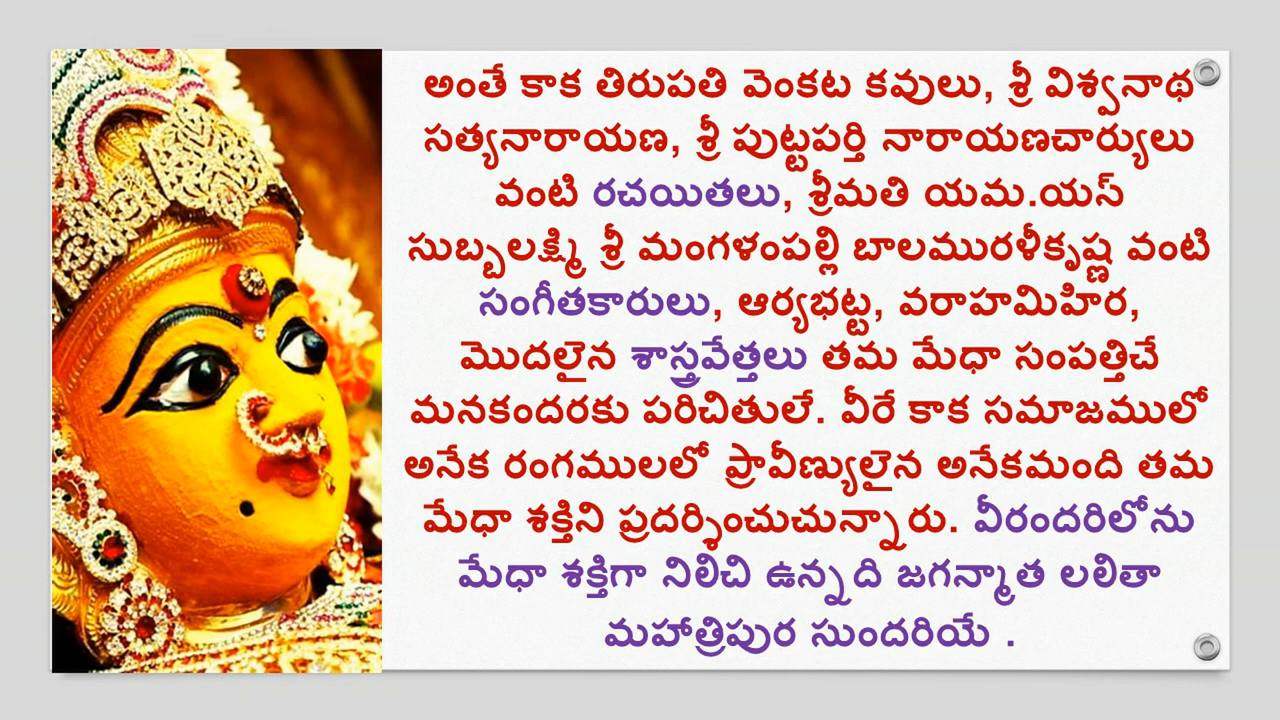 అంతే కాక తిరుపతి వెంకట కవులు, శ్రీ విశ్వనాథ
సత్యనారాయణ, శ్రీ పుట్టపర్తి నారాయణచార్యులు
వంటి రచయితలు, శ్రీమతి యమ.యస్
సుబ్బలక్ష్మి శ్రీ మంగళంపల్లి బాలమురళీకృష్ణ వంటి
సంగీతకారులు, ఆర్యభట్ట, వరాహమిహిర,
మొదలైన శాస్త్రవేత్తలు తమ మేధా సంపత్తిచే
మనకందరకు పరిచితులే. వీరే కాక సమాజములో
అనేక రంగములలో ప్రావీణ్యులైన అనేకమంది తమ
మేధా శక్తిని ప్రదర్శించుచున్నారు. వీరందరిలోను
మేధా శక్తిగా నిలిచి ఉన్నది జగన్మాత లలితా
మహాత్రిపుర సుందరియే .